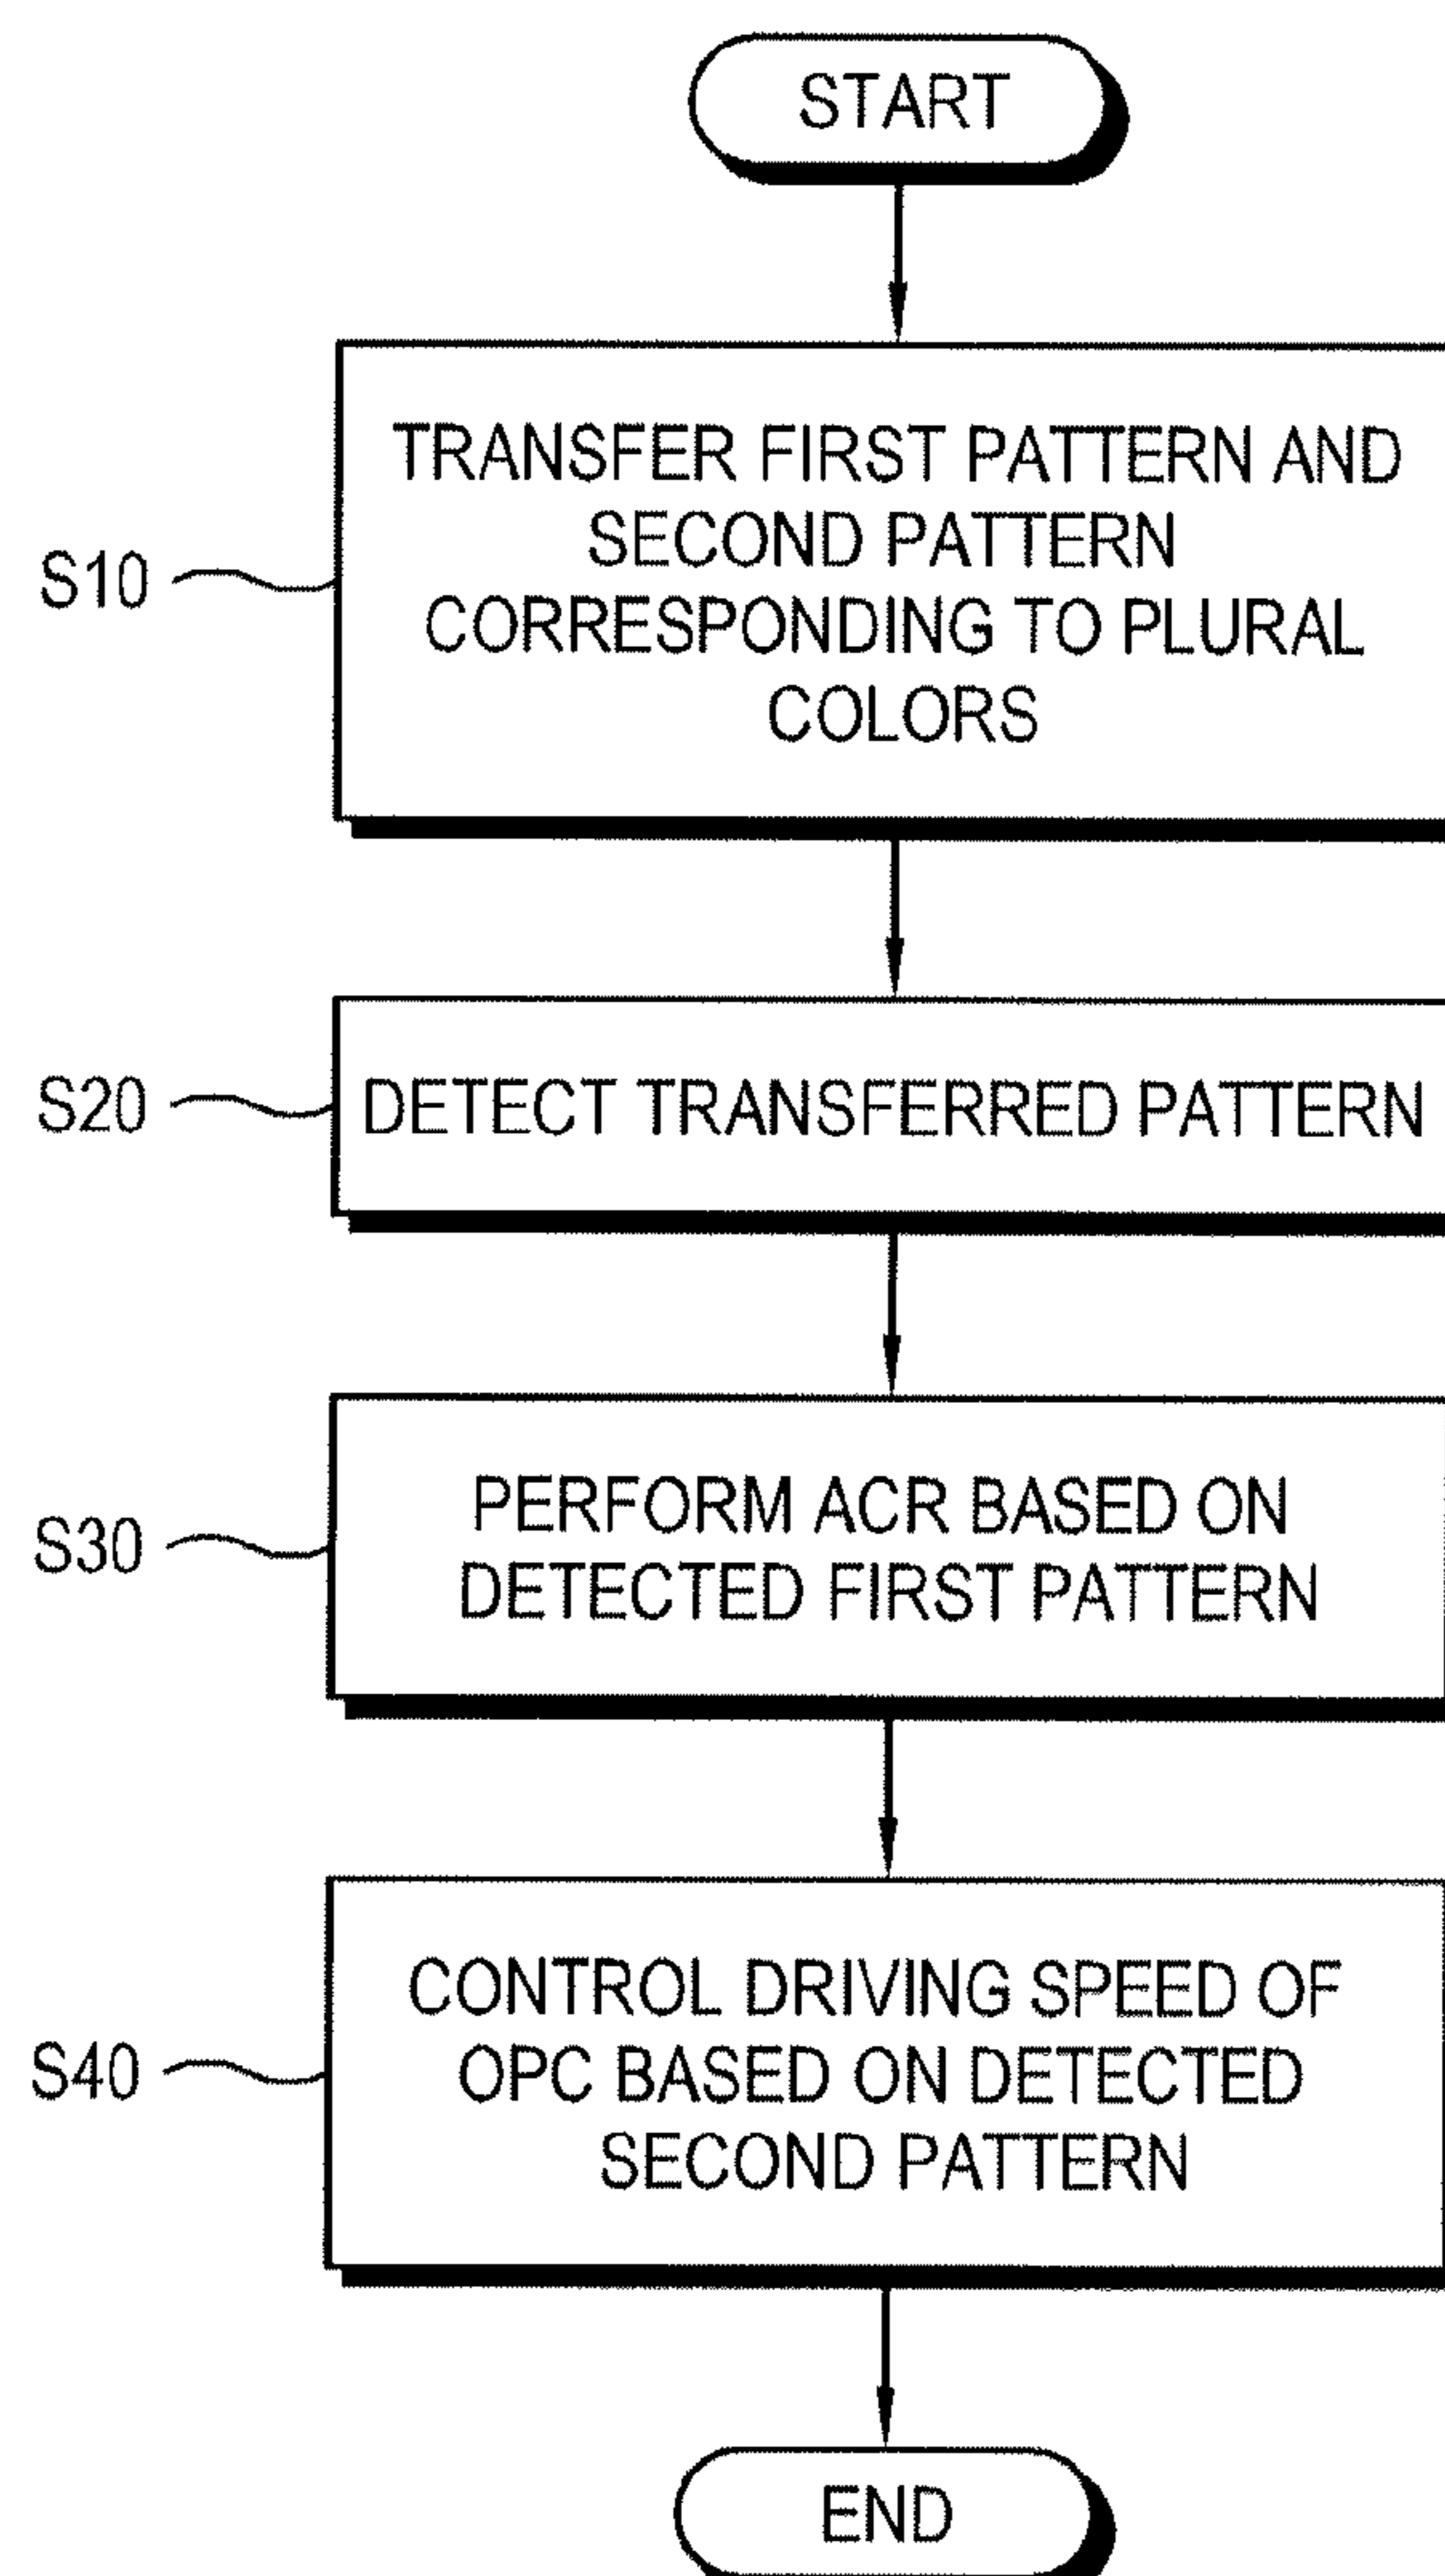 START
S10
TRANSFER FIRST PATTERN AND
SECOND PATTERN
CORRESPONDING TO PLURAL
COLORS
S20
DETECT TRANSFERRED PATTERN
S30
PERFORM ACR BASED ON
DETECTED FIRST PATTERN
S40
CONTROL DRIVING SPEED OF
OPC BASED ON DETECTED
SECOND PATTERN
END